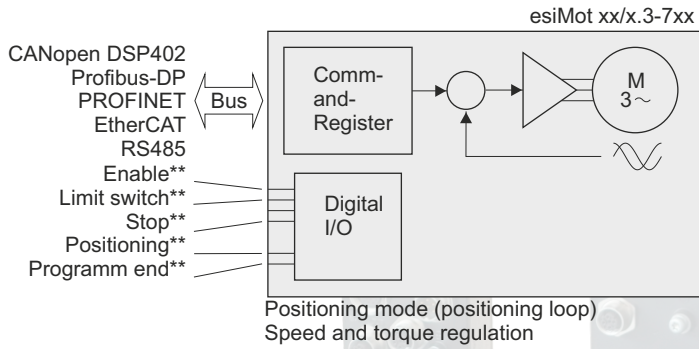 esiMot xx/x.3-7xx
CANopen DSP402
Profibus-DP
PROFINET
EtherCAT
RS485
Bus
Enable**
Limit switch**
Stop**
Positioning**
Programm end**
Comm-
and-
Register
Digital
I/O
M
3~
Positioning mode (positioning loop)
Speed and torque regulation